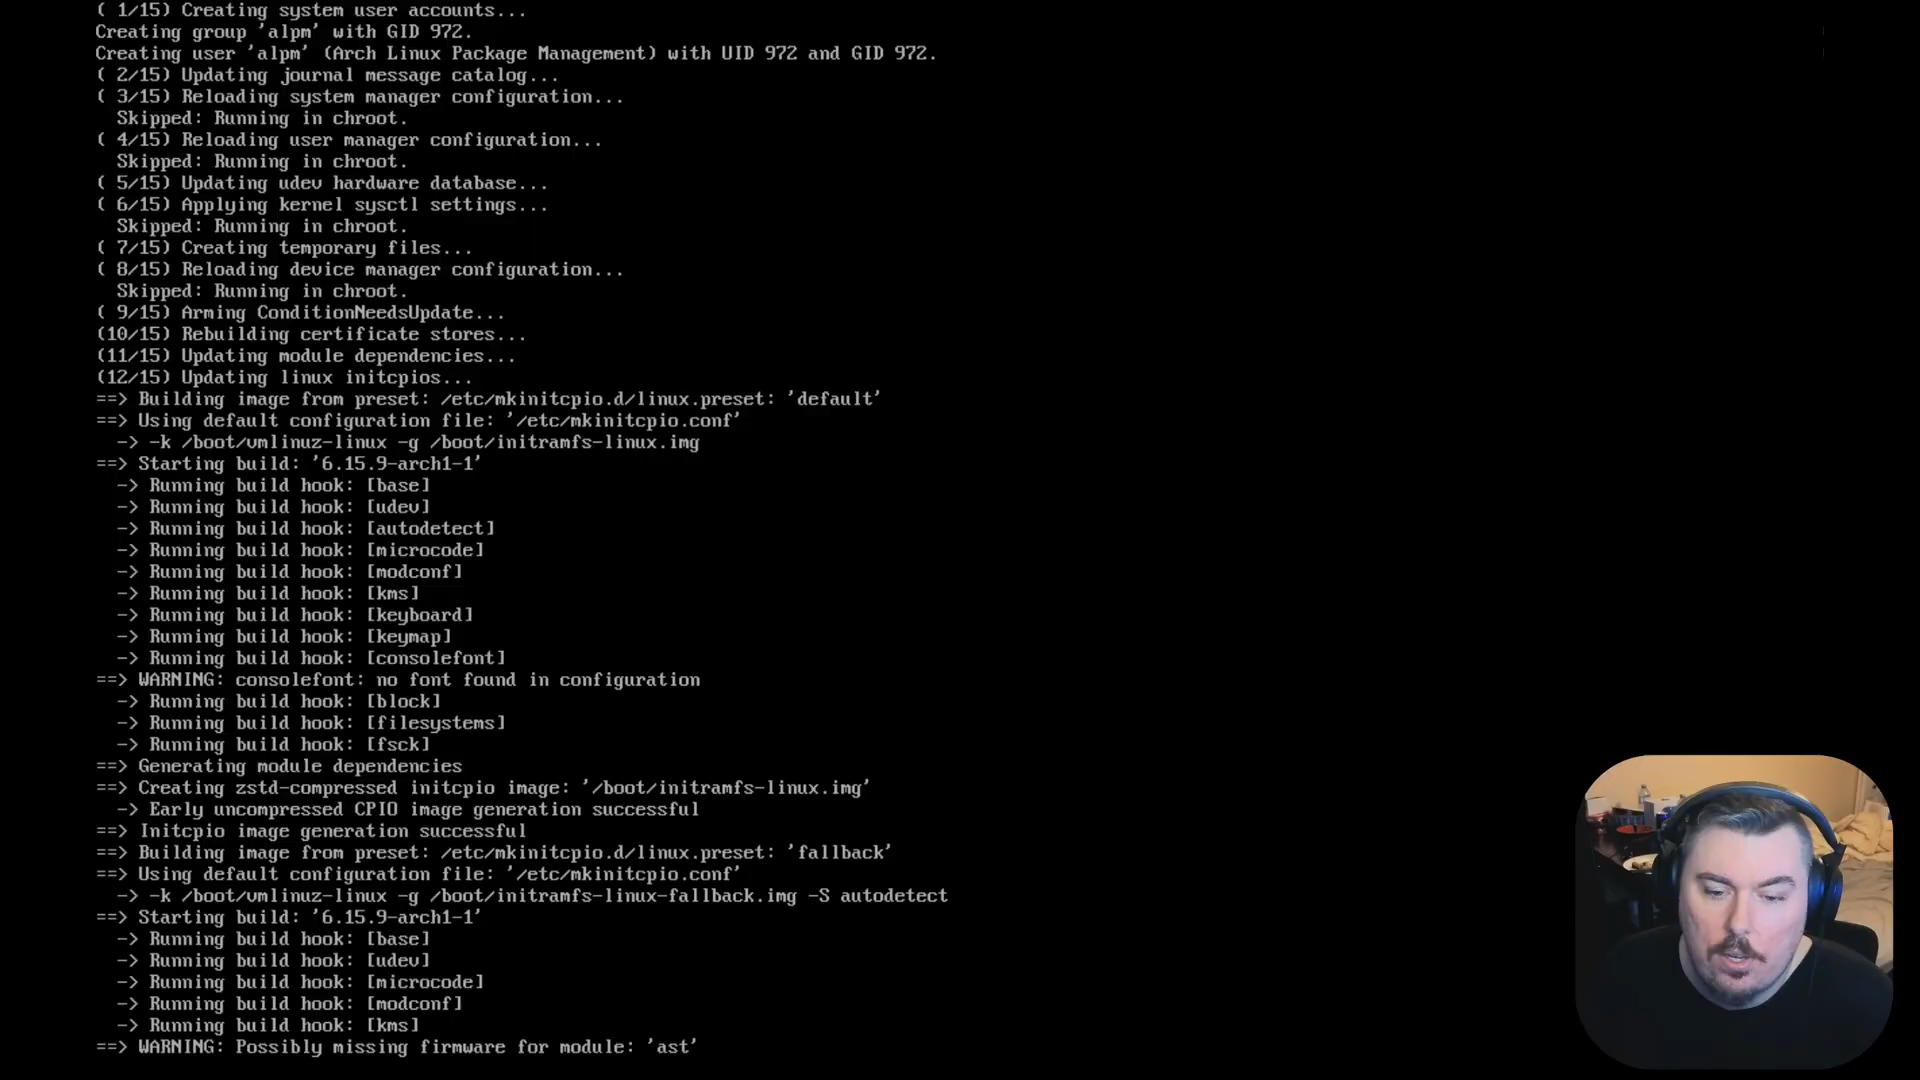 ( 1/15) Creating system user accounts...
Creating group 'alpm' with GID 972.
Creating user 'alpm' (Arch Linux Package Management) with UID 972 and GID 972.
( 2/15) Updating journal message catalog...
( 3/15) Reloading system manager configuration...
  Skipped: Running in chroot.
( 4/15) Reloading user manager configuration...
  Skipped: Running in chroot.
( 5/15) Updating udev hardware database...
( 6/15) Applying kernel sysctl settings...
  Skipped: Running in chroot.
( 7/15) Creating temporary files...
( 8/15) Reloading device manager configuration...
  Skipped: Running in chroot.
( 9/15) Arming ConditionNeedsUpdate...
(10/15) Rebuilding certificate stores...
(11/15) Updating module dependencies...
(12/15) Updating linux initcpios...
==> Building image from preset: /etc/mkinitcpio.d/linux.preset: 'default'
==> Using default configuration file: '/etc/mkinitcpio.conf'
  -> -k /boot/vmlinuz-linux -g /boot/initramfs-linux.img
==> Starting build: '6.15.9-arch1-1'
  -> Running build hook: [base]
  -> Running build hook: [udev]
  -> Running build hook: [autodetect]
  -> Running build hook: [microcode]
  -> Running build hook: [modconf]
  -> Running build hook: [kms]
  -> Running build hook: [keyboard]
  -> Running build hook: [keymap]
  -> Running build hook: [consolefont]
==> WARNING: consolefont: no font found in configuration
  -> Running build hook: [block]
  -> Running build hook: [filesystems]
  -> Running build hook: [fsck]
==> Generating module dependencies
==> Creating zstd-compressed initcpio image: '/boot/initramfs-linux.img'
  -> Early uncompressed CPIO image generation successful
==> Initcpio image generation successful
==> Building image from preset: /etc/mkinitcpio.d/linux.preset: 'fallback'
==> Using default configuration file: '/etc/mkinitcpio.conf'
  -> -k /boot/vmlinuz-linux -g /boot/initramfs-linux-fallback.img -S autodetect
==> Starting build: '6.15.9-arch1-1'
  -> Running build hook: [base]
  -> Running build hook: [udev]
  -> Running build hook: [microcode]
  -> Running build hook: [modconf]
  -> Running build hook: [kms]
==> WARNING: Possibly missing firmware for module: 'ast'